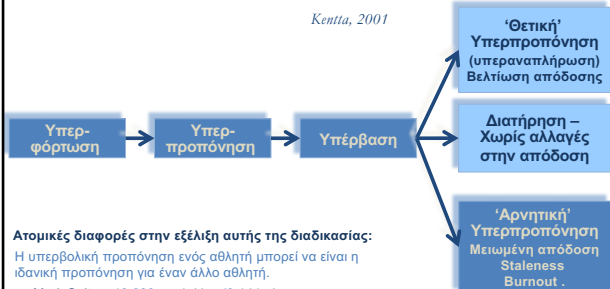 Kentta, 2001
‘Θετική’
Υπερπροπόνηση
(υπεραναπλήρωση)
Βελτίωση απόδοσης
Υπερ-
φόρτωση
Υπερ-
προπόνηση
Υπέρβαση
Διατήρηση –
Χωρίς αλλαγές
στην απόδοση
‘Αρνητική’
Υπερπροπόνηση
Μειωμένη απόδοση
Staleness
Burnout .
Ατομικές διαφορές στην εξέλιξη αυτής της διαδικασίας:
Η υπερβολική προπόνηση ενός αθλητή μπορεί να είναι η
ιδανική προπόνηση για έναν άλλο αθλητή.